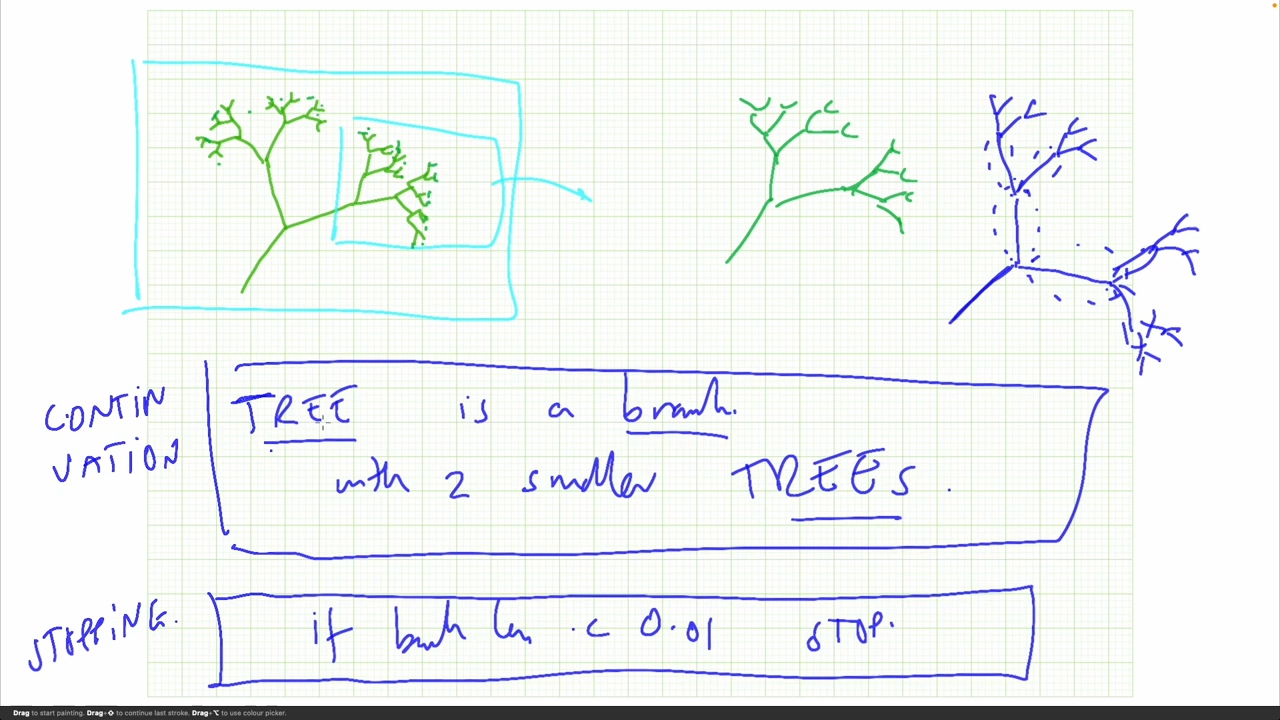 CONTIN
UATION
TREE is a branch.
with 2 smaller TREES.
STOPPING.
if branch len < 0.01 STOP.
Drag to start painting. Drag+⇧ to continue last stroke. Drag+⌥ to use colour picker.